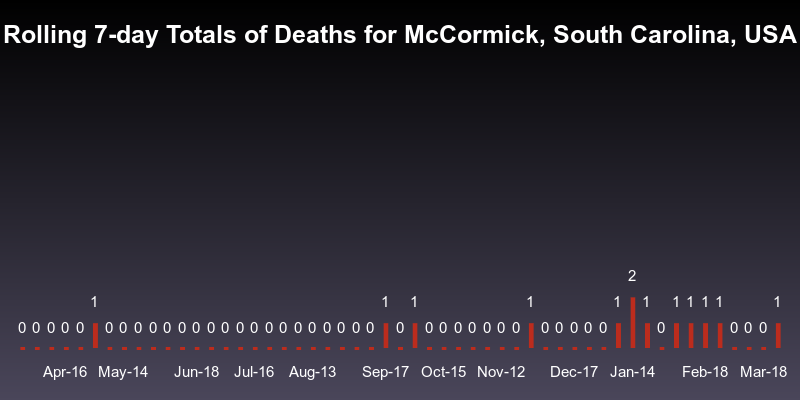 Rolling 7-day Totals of Deaths for McCormick, South Carolina, USA
2
1 1 1 1 1 1 1 1 1 1 1
0 0 0 0 0 0 0 0 0 0 0 0 0 0 0 0 0 0 0 0 0 0 0 0 0 0 0 0 0 0 0 0 0 0 0 0 0 0 0 0 0
Apr-16 May-14 Jun-18 Jul-16 Aug-13 Sep-17 Oct-15 Nov-12 Dec-17 Jan-14 Feb-18 Mar-18